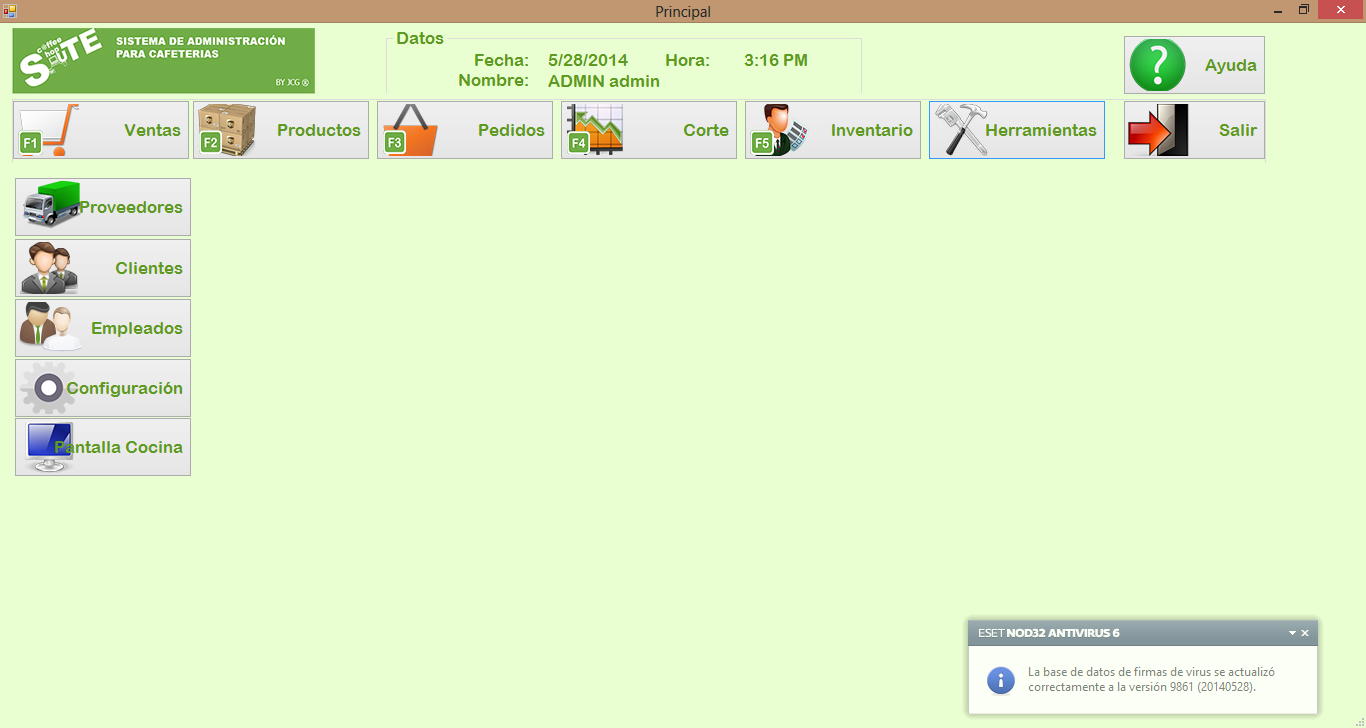 Principal
coffee
shop
SUITE
SISTEMA DE ADMINISTRACIÓN
PARA CAFETERIAS
BY JCG ®
Datos
Fecha: 5/28/2014 Hora: 3:16 PM
Nombre: ADMIN admin
Ayuda
F1 Ventas
F2 Productos
F3 Pedidos
F4 Corte
F5 Inventario
Herramientas
Salir
Proveedores
Clientes
Empleados
Configuración
Pantalla Cocina
ESET NOD32 ANTIVIRUS 6
La base de datos de firmas de virus se actualizó
correctamente a la versión 9861 (20140528).